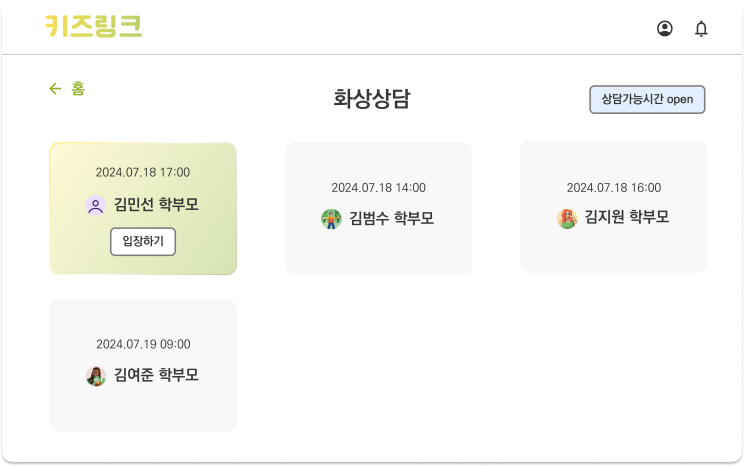 키즈링크
홈
화상상담
상담가능시간 open
2024.07.18 17:00
김민선 학부모
입장하기
2024.07.18 14:00
김범수 학부모
2024.07.18 16:00
김지원 학부모
2024.07.19 09:00
김여준 학부모